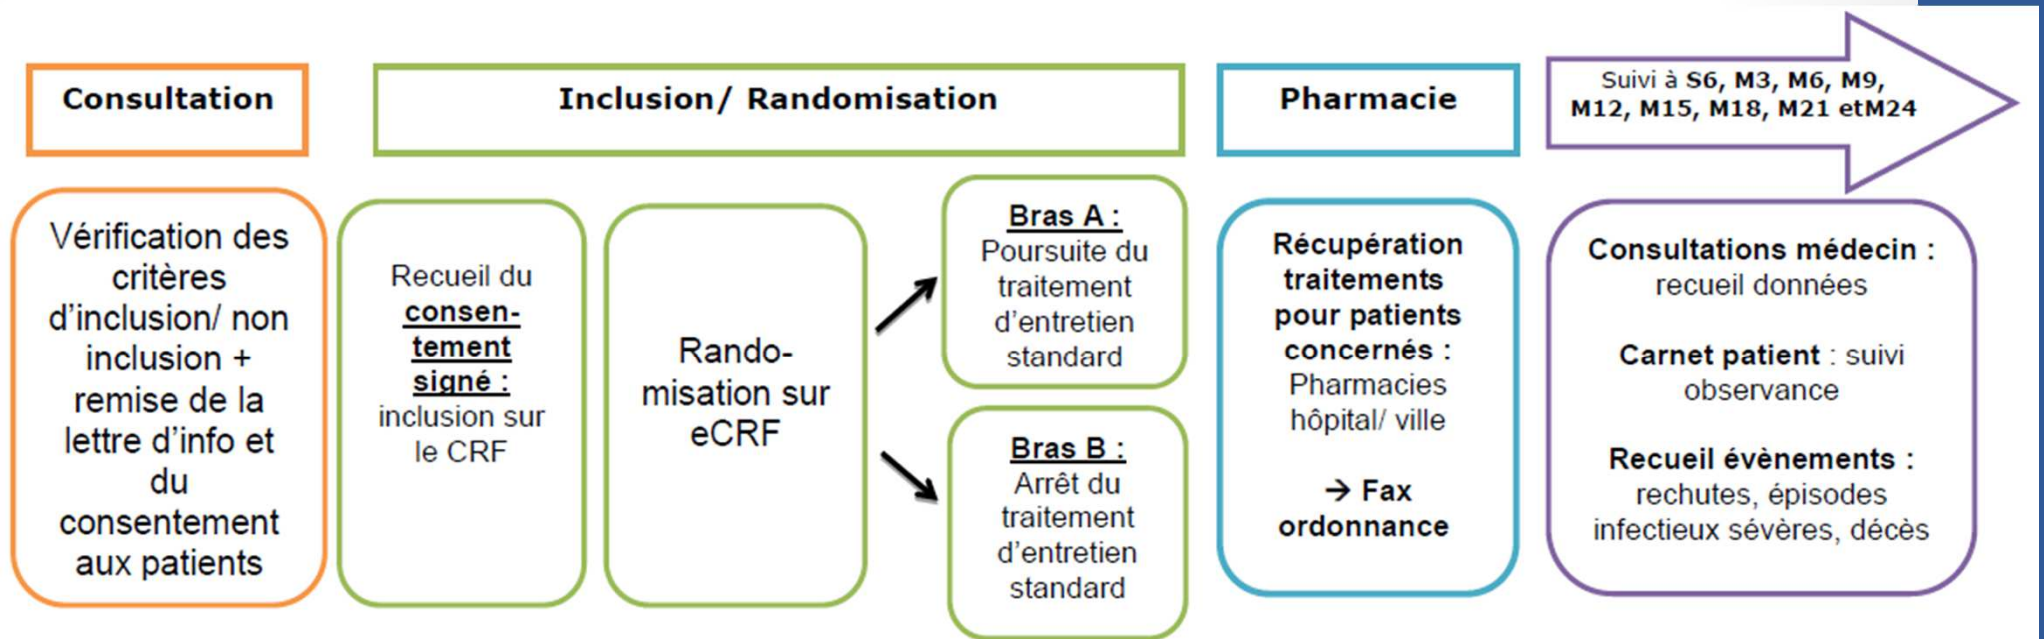 Consultation
Inclusion/ Randomisation
Pharmacie
Suivi à S6, M3, M6, M9,
M12, M15, M18, M21 etM24
Vérification des
critères
d’inclusion/ non
inclusion +
remise de la
lettre d’info et
du
consentement
aux patients
Recueil du
consen-
tement
signé :
inclusion sur
le CRF
Rando-
misation sur
eCRF
Bras A :
Poursuite du
traitement
d’entretien
standard
Bras B :
Arrêt du
traitement
d’entretien
standard
Récupération
traitements
pour patients
concernés :
Pharmacies
hôpital/ ville
→ Fax
ordonnance
Consultations médecin :
recueil données
Carnet patient : suivi
observance
Recueil évènements :
rechutes, épisodes
infectieux sévères, décès